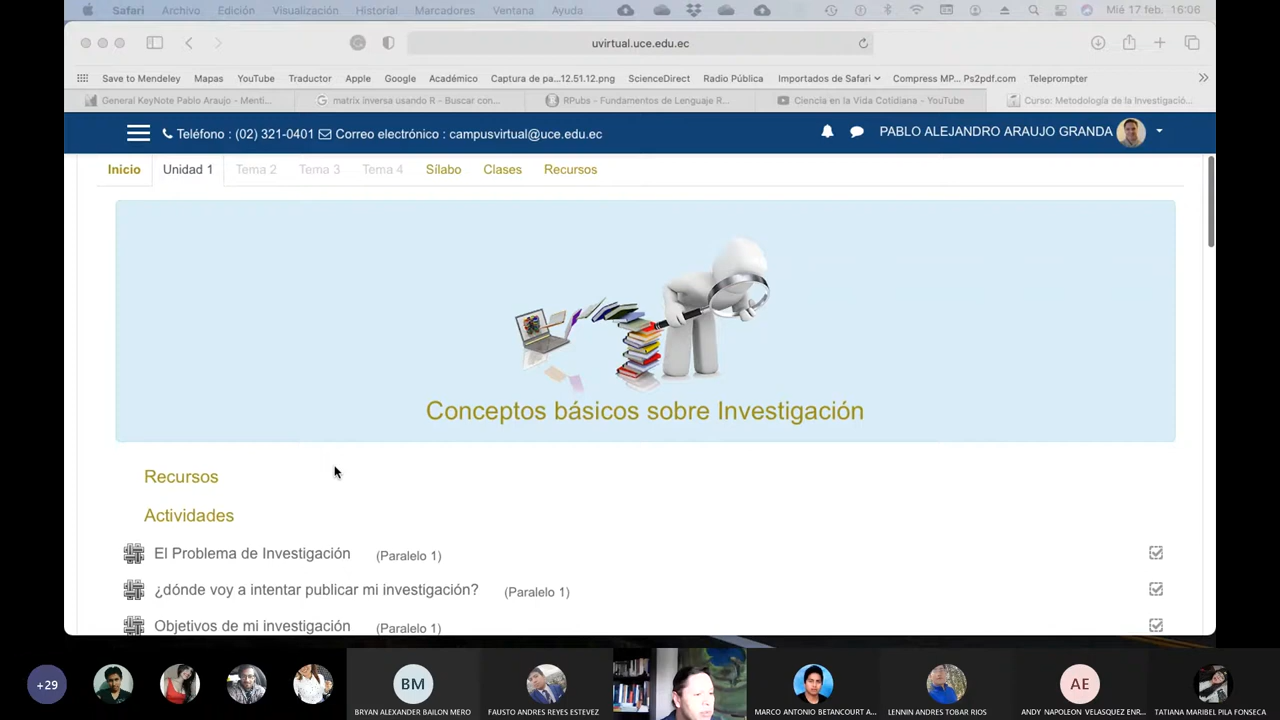 Safari Archivo Edición Visualización Historial Marcadores Ventana Ayuda Mié 17 feb. 16:06
uvirtual.uce.edu.ec
Save to Mendeley Mapas YouTube Traductor Apple Google Académico Captura de pa...12.51.12.png ScienceDirect Radio Pública Importados de Safari Compress MP... Ps2pdf.com Teleprompter
General KeyNote Pablo Araujo - Menti... matrix inversa usando R - Buscar con... RPubs - Fundamentos de Lenguaje R... Ciencia en la Vida Cotidiana - YouTube Curso: Metodología de la Investigació...
Teléfono : (02) 321-0401 Correo electrónico : campusvirtual@uce.edu.ec PABLO ALEJANDRO ARAUJO GRANDA
Inicio Unidad 1 Tema 2 Tema 3 Tema 4 Sílabo Clases Recursos
Conceptos básicos sobre Investigación
Recursos
Actividades
El Problema de Investigación (Paralelo 1)
¿dónde voy a intentar publicar mi investigación? (Paralelo 1)
Objetivos de mi investigación (Paralelo 1)
+29 BM AE
BRYAN ALEXANDER BAILON MERO FAUSTO ANDRES REYES ESTEVEZ MARCO ANTONIO BETANCOURT A... LENNIN ANDRES TOBAR RIOS ANDY NAPOLEON VELASQUEZ ENR... TATIANA MARIBEL PILA FONSECA